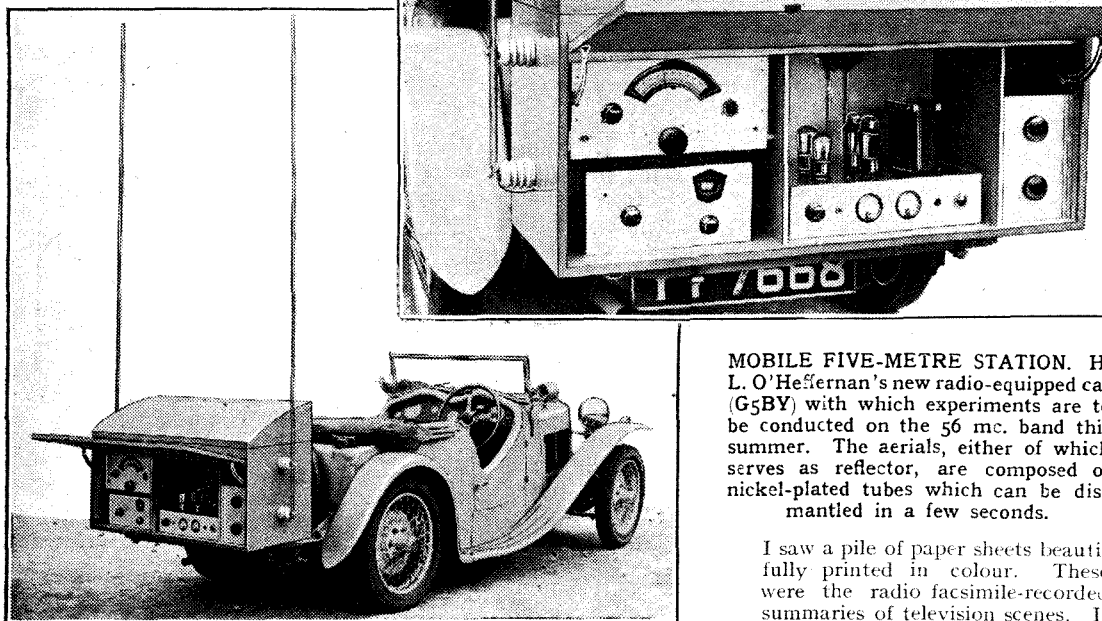 7668
MOBILE FIVE-METRE STATION. H
L. O'Heffernan's new radio-equipped ca
(G5BY) with which experiments are t
be conducted on the 56 mc. band thi
summer. The aerials, either of which
serves as reflector, are composed o
nickel-plated tubes which can be dis
mantled in a few seconds.
I saw a pile of paper sheets beauti
fully printed in colour. These
were the radio facsimile-recorded
summaries of television scenes. I